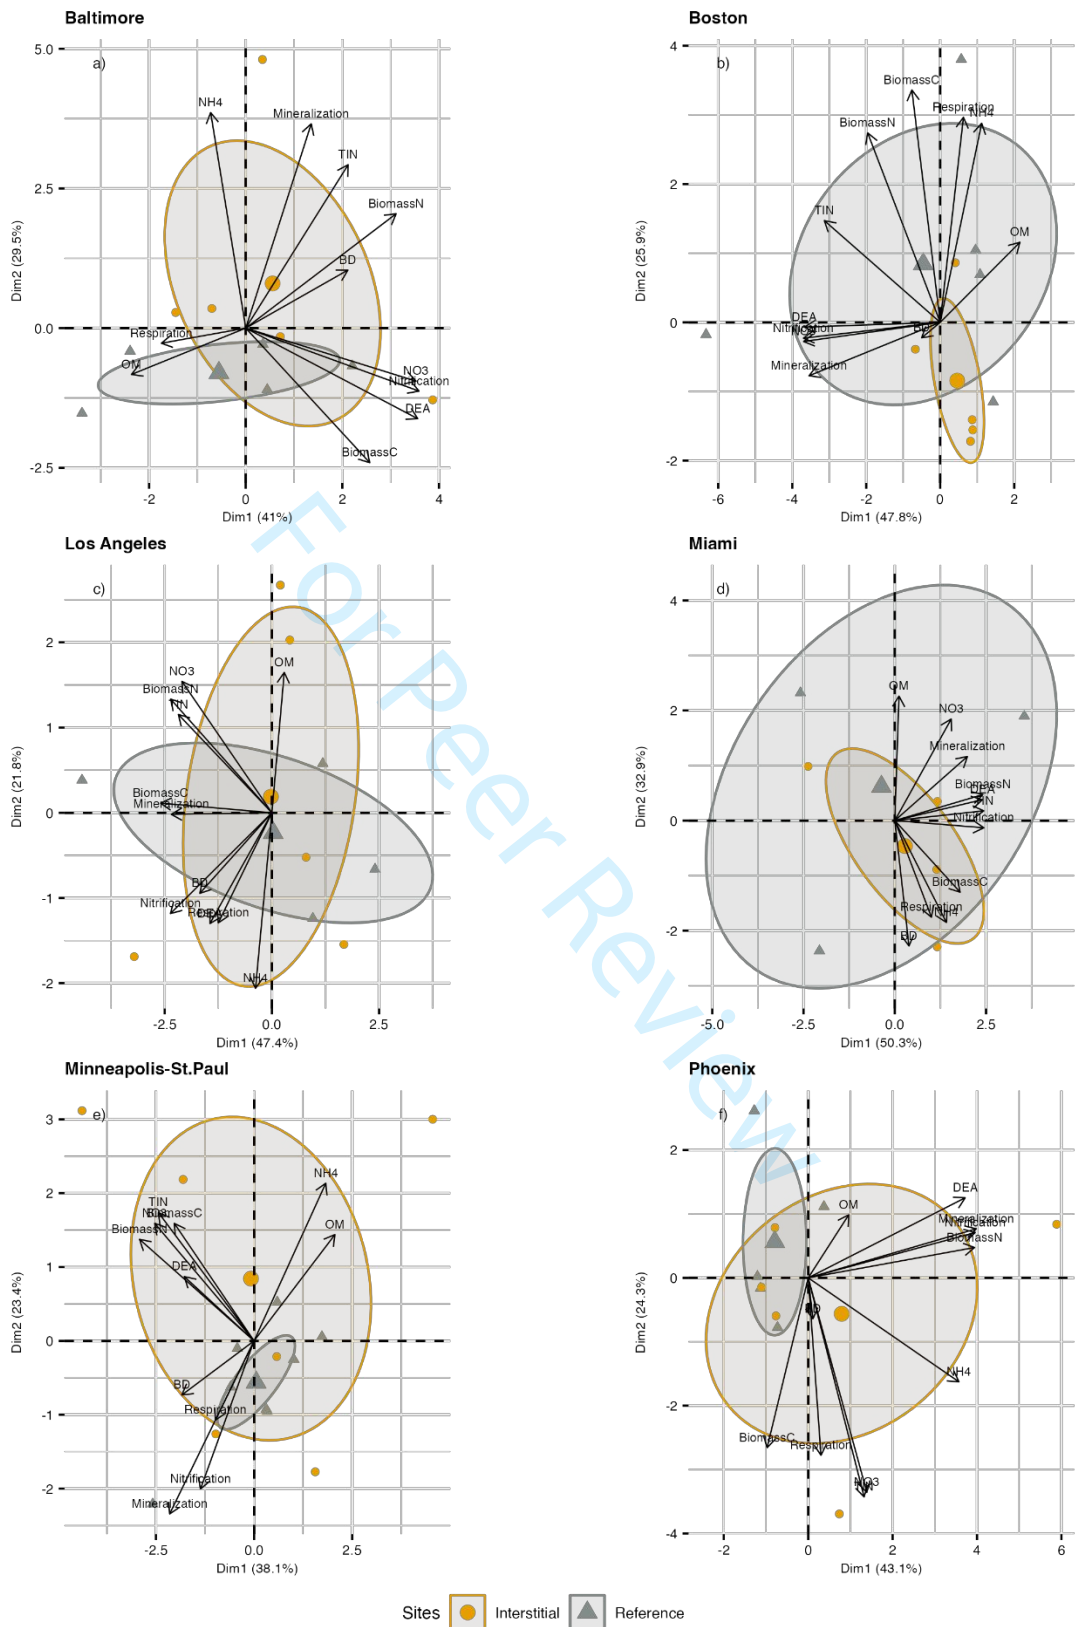 Baltimore
a)
5.0
2.5
0.0
-2.5
Dim2 (29.5%)
NH4
Mineralization
TIN
BiomassN
BD
Respiration
OM
NO3
Nitrification
DEA
BiomassC
-2
0
2
4
Dim1 (41%)
Boston
b)
4
2
0
-2
Dim2 (25.9%)
BiomassC
Respiration
NH4
BiomassN
TIN
OM
DEA
Nitrification
BD
Mineralization
-6
-4
-2
0
2
Dim1 (47.8%)
Los Angeles
c)
2
1
0
-1
-2
Dim2 (21.8%)
OM
NO3
BiomassN
TIN
BiomassC
Mineralization
BD
Nitrification
DEA
Respiration
NH4
-2.5
0.0
2.5
Dim1 (47.4%)
Miami
d)
4
2
0
-2
Dim2 (32.9%)
OM
NO3
Mineralization
BiomassN
DEA
TIN
Nitrification
BiomassC
Respiration
NH4
BD
-5.0
-2.5
0.0
2.5
Dim1 (50.3%)
Minneapolis-St.Paul
e)
3
2
1
0
-1
-2
Dim2 (23.4%)
NH4
TIN
NO3
BiomassC
OM
BiomassN
DEA
BD
Respiration
Nitrification
Mineralization
-2.5
0.0
2.5
Dim1 (38.1%)
Phoenix
f)
2
0
-2
-4
Dim2 (24.3%)
DEA
OM
Mineralization
Nitrification
BiomassN
BD
NH4
BiomassC
Respiration
NO3
-2
0
2
4
6
Dim1 (43.1%)
Sites
Interstitial
Reference
For Peer Review